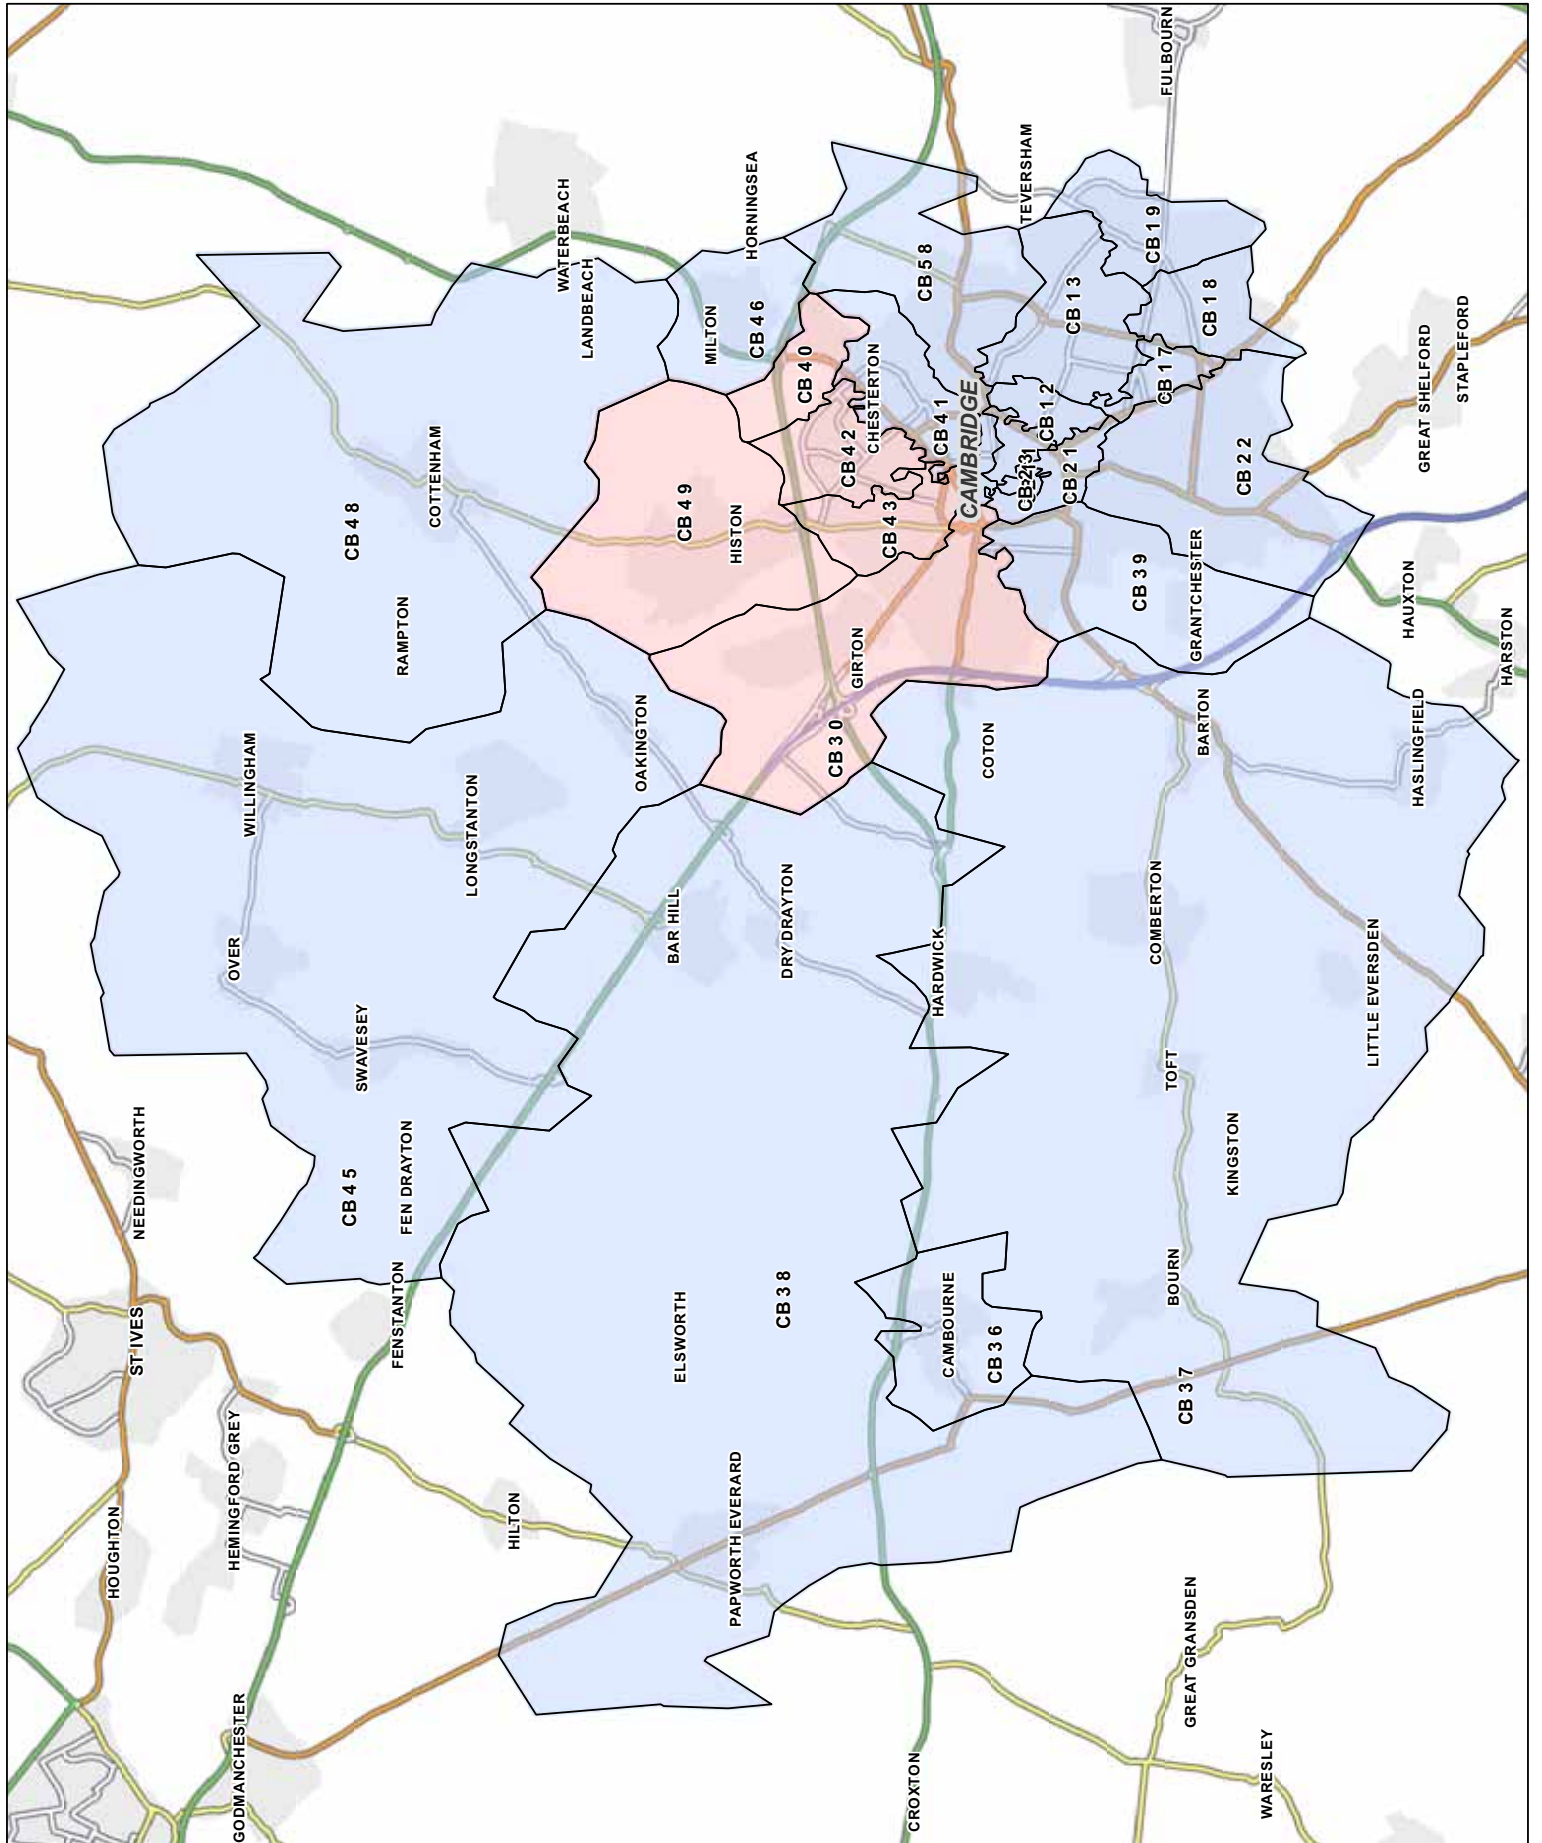 HOUGHTON
ST IVES
NEEDINGWORTH
GODMANCHESTER
HEMINGFORD GREY
OVER
WILLINGHAM
CB 4 5
CB 4 8
SWAVESEY
FENSTANTON
FEN DRAYTON
RAMPTON
COTTENHAM
LONGSTANTON
HILTON
WATERBEACH
LANDBEACH
OAKINGTON
BAR HILL
ELSWORTH
CB 4 9
MILTON
PAPWORTH EVERARD
HISTON
HORNINGSEA
CB 4 6
CB 3 8
DRY DRAYTON
CB 4 0
CB 3 0
CB 4 2
GIRTON
CHESTERTON
CB 4 3
CROXTON
CB 5 8
HARDWICK
CB 4 1
CAMBOURNE
CAMBRIDGE
COTON
CB 3 6
CB 2 3
TEVERSHAM
CB 1 2
CB 2 1
CB 1 3
CB 3 9
CB 1 9
COMBERTON
CB 1 7
FULBOURN
TOFT
BOURN
CB 3 7
GREAT GRANSDEN
GRANTCHESTER
BARTON
CB 1 8
KINGSTON
CB 2 2
WARESLEY
LITTLE EVERSDEN
HAUXTON
HASLINGFIELD
GREAT SHELFORD
STAPLEFORD
HARSTON